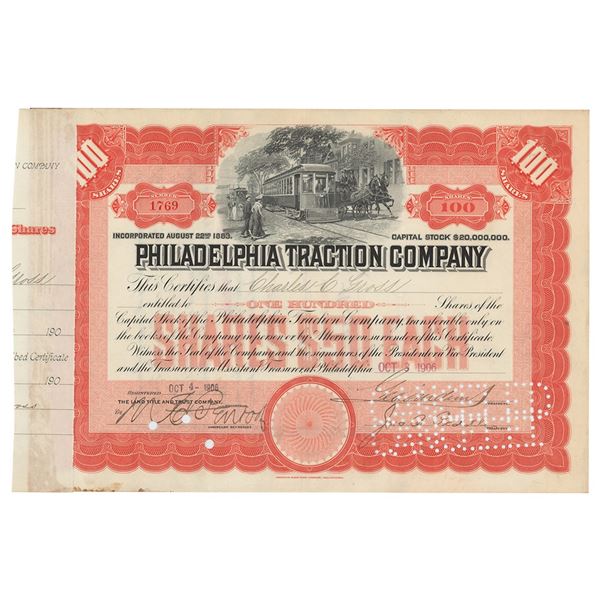 N COMPANY
Shares
190
bed Certificate
190
100
SHARES
100
SHARES
NUMBER
1769
SHARES
100
INCORPORATED AUGUST 22ND 1883.
CAPITAL STOCK $20,000,000.
PHILADELPHIA TRACTION COMPANY
This Certifies that Charles C Gross
entitled to ONE HUNDRED Shares of the
Capital Stock of the Philadelphia Traction Company, transferable only on
the books of the Company in person or by Attorney on surrender of this Certificate.
Witness the Seal of the Company and the signatures of the President or Vice President
and the Treasurer or an Assistant Treasurer at Philadelphia OCT 3 1906
REGISTERED OCT 4- 1906
THE LAND TITLE AND TRUST COMPANY,
By